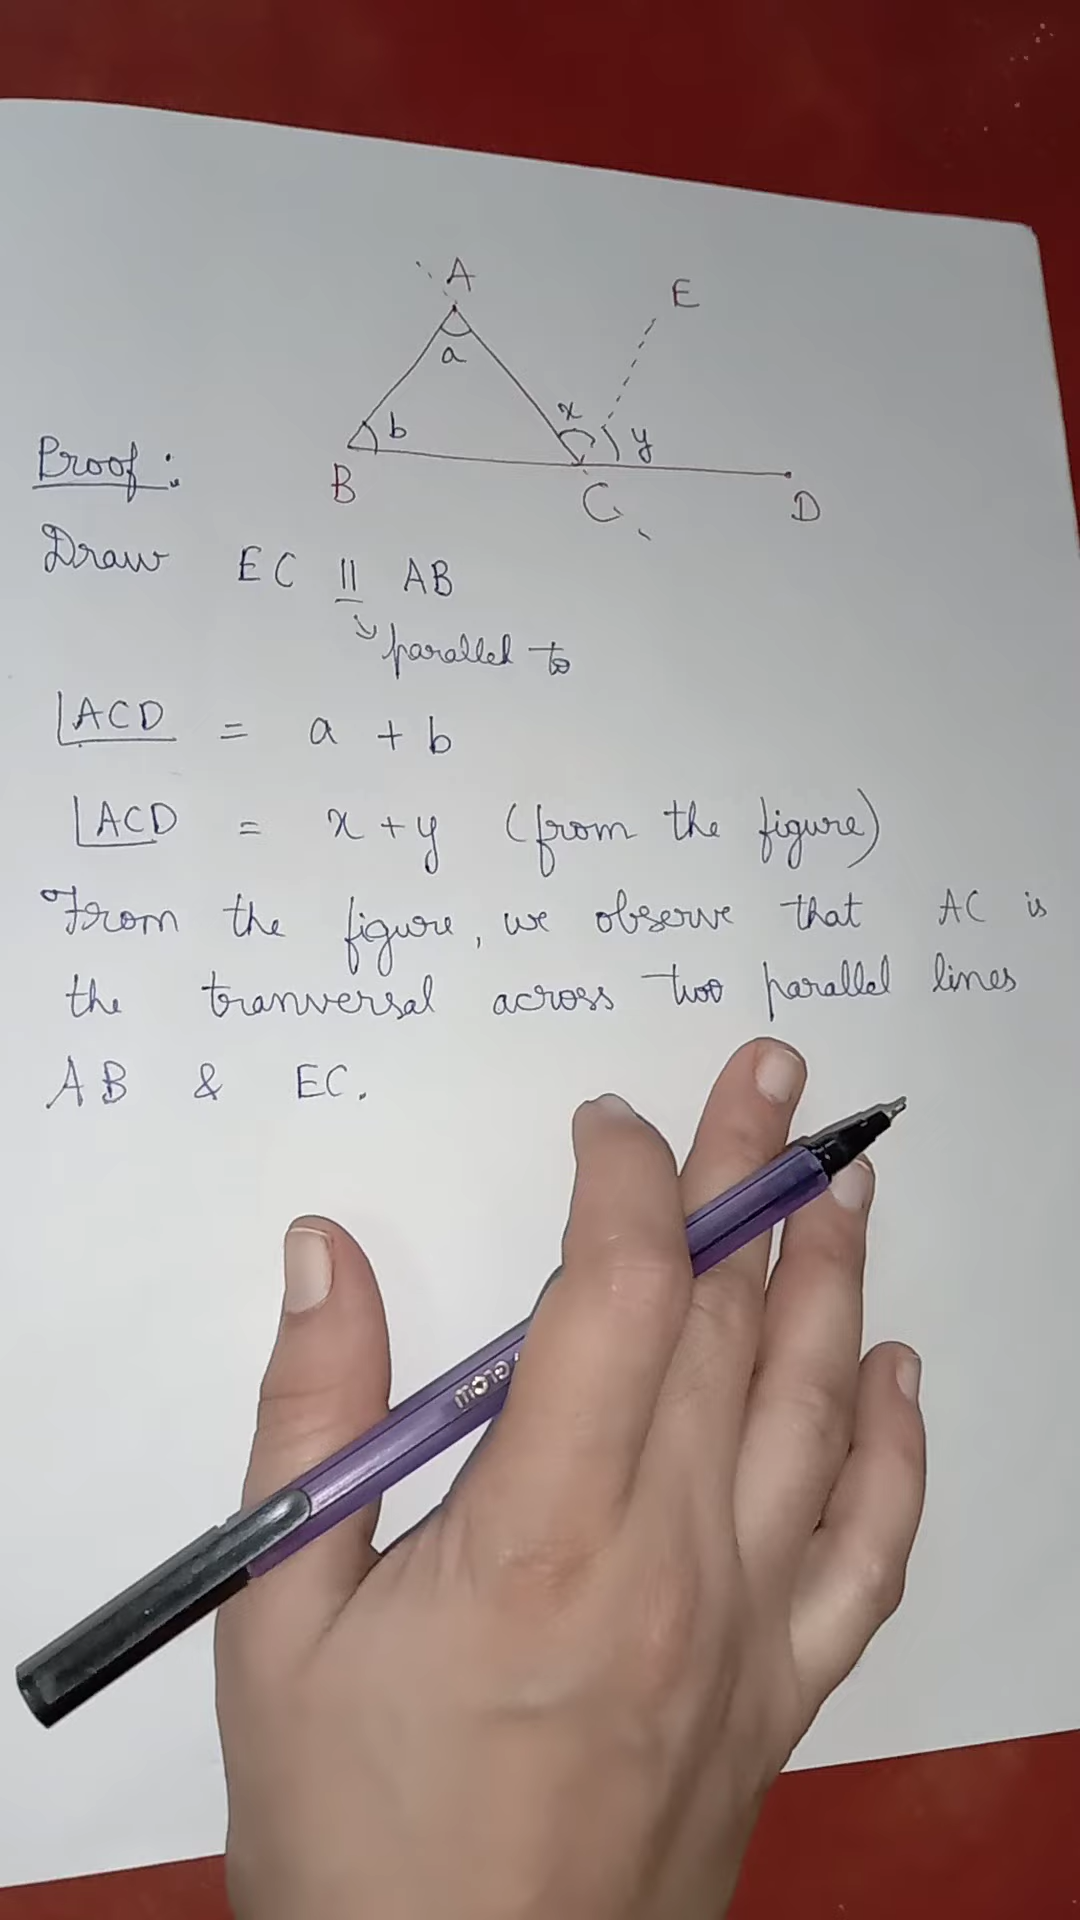 A
E
a
x
b
y
B
C
D
Proof :
Draw EC || AB
parallel to
∠ACD = a + b
∠ACD = x + y (from the figure)
From the figure, we observe that AC is
the tranversal across two parallel lines
AB & EC.